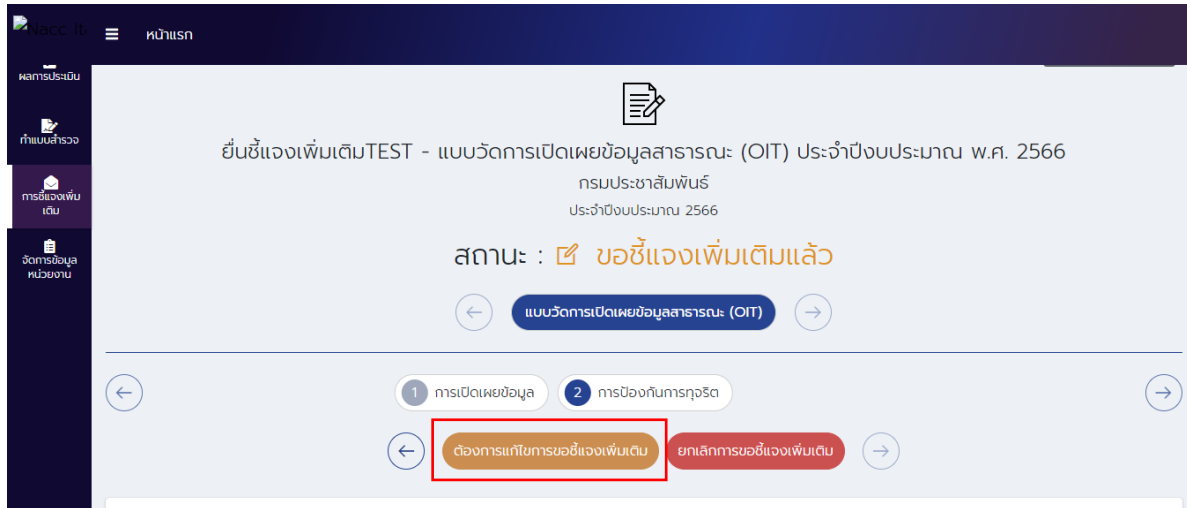 Nacc It
หน้าแรก
ผลการประเมิน
ทำแบบสำรวจ
การชี้แจงเพิ่ม
เติม
จัดการข้อมูล
หน่วยงาน
ยื่นชี้แจงเพิ่มเติมTEST - แบบวัดการเปิดเผยข้อมูลสาธารณะ (OIT) ประจำปีงบประมาณ พ.ศ. 2566
กรมประชาสัมพันธ์
ประจำปีงบประมาณ 2566
สถานะ : ขอชี้แจงเพิ่มเติมแล้ว
แบบวัดการเปิดเผยข้อมูลสาธารณะ (OIT)
1 การเปิดเผยข้อมูล 2 การป้องกันการทุจริต
ต้องการแก้ไขการขอชี้แจงเพิ่มเติม ยกเลิกการขอชี้แจงเพิ่มเติม